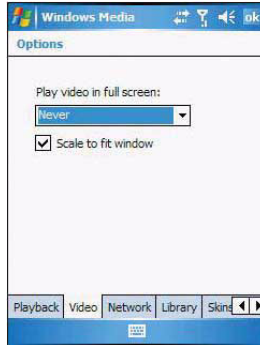 Windows Media ok
Options
Play video in full screen:
Never
Scale to fit window
Playback Video Network Library Skins